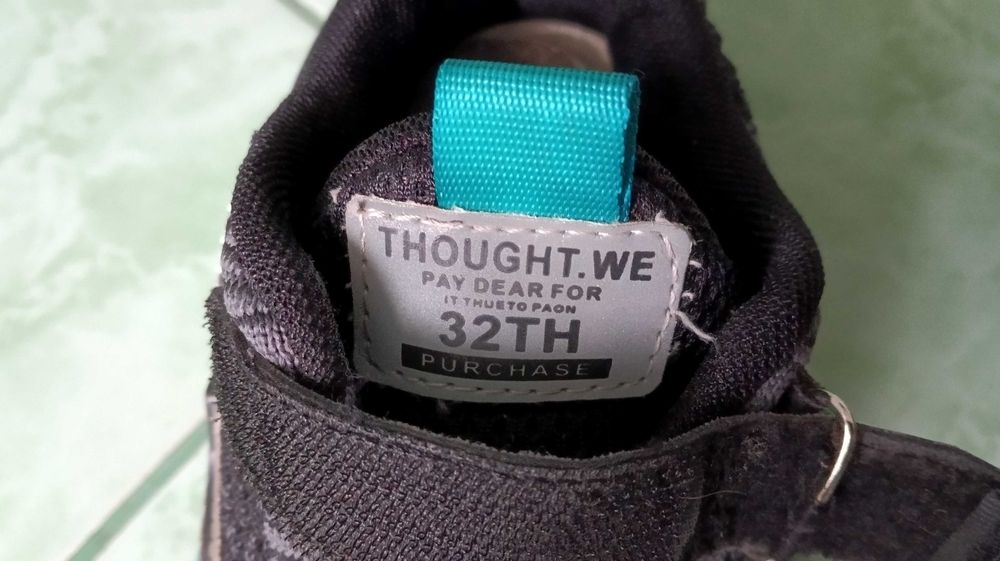 THOUGHT.WE
PAY DEAR FOR
IT THUETO PAON
32TH
PURCHASE